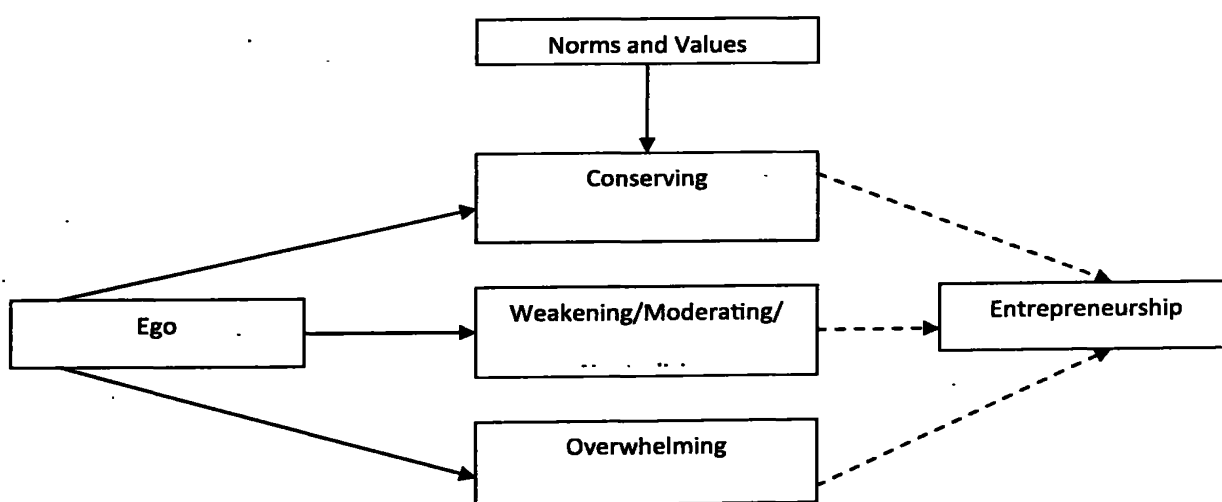 Norms and Values
Conserving
Ego
Weakening/Moderating/
Entrepreneurship
Overwhelming